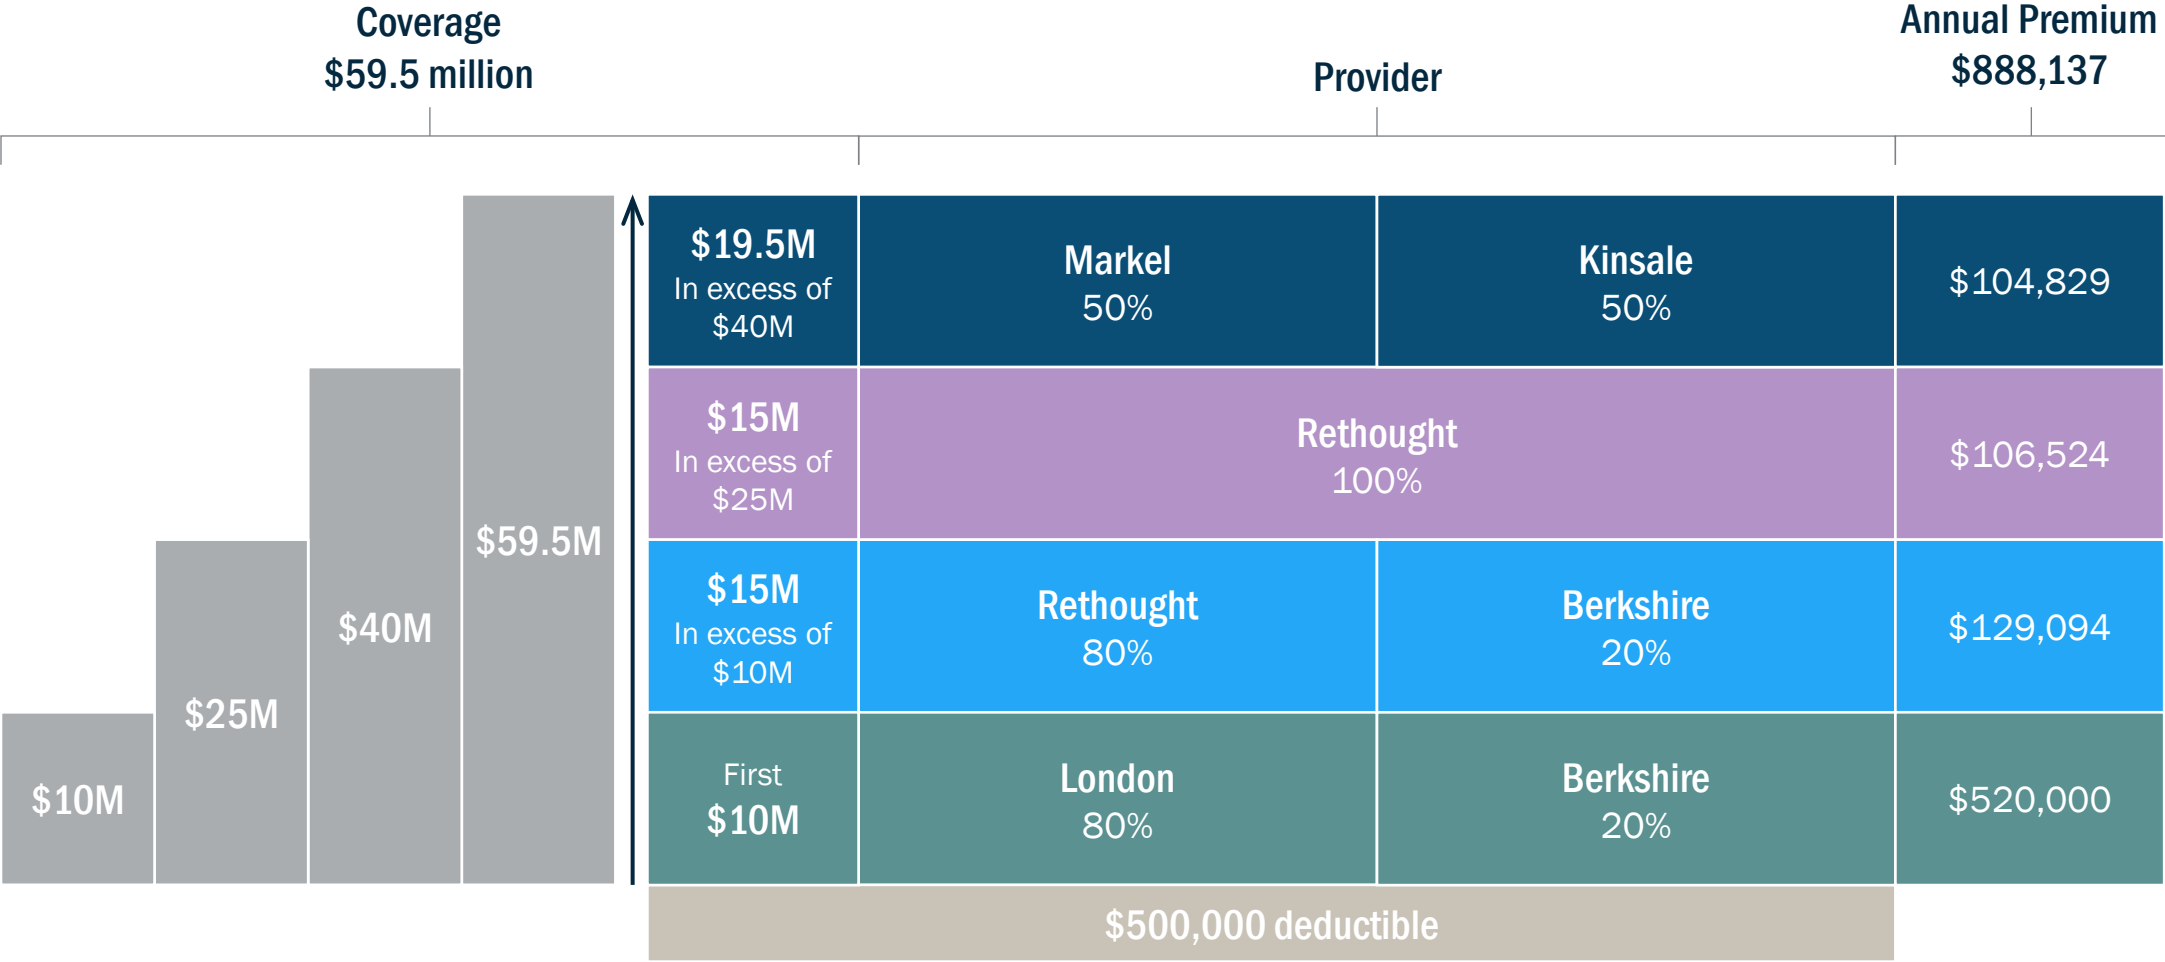 Coverage
$59.5 million
Provider
Annual Premium
$888,137
$10M
$25M
$40M
$59.5M
$19.5M
In excess of
$40M
Markel
50%
Kinsale
50%
$104,829
$15M
In excess of
$25M
Rethought
100%
$106,524
$15M
In excess of
$10M
Rethought
80%
Berkshire
20%
$129,094
First
$10M
London
80%
Berkshire
20%
$520,000
$500,000 deductible